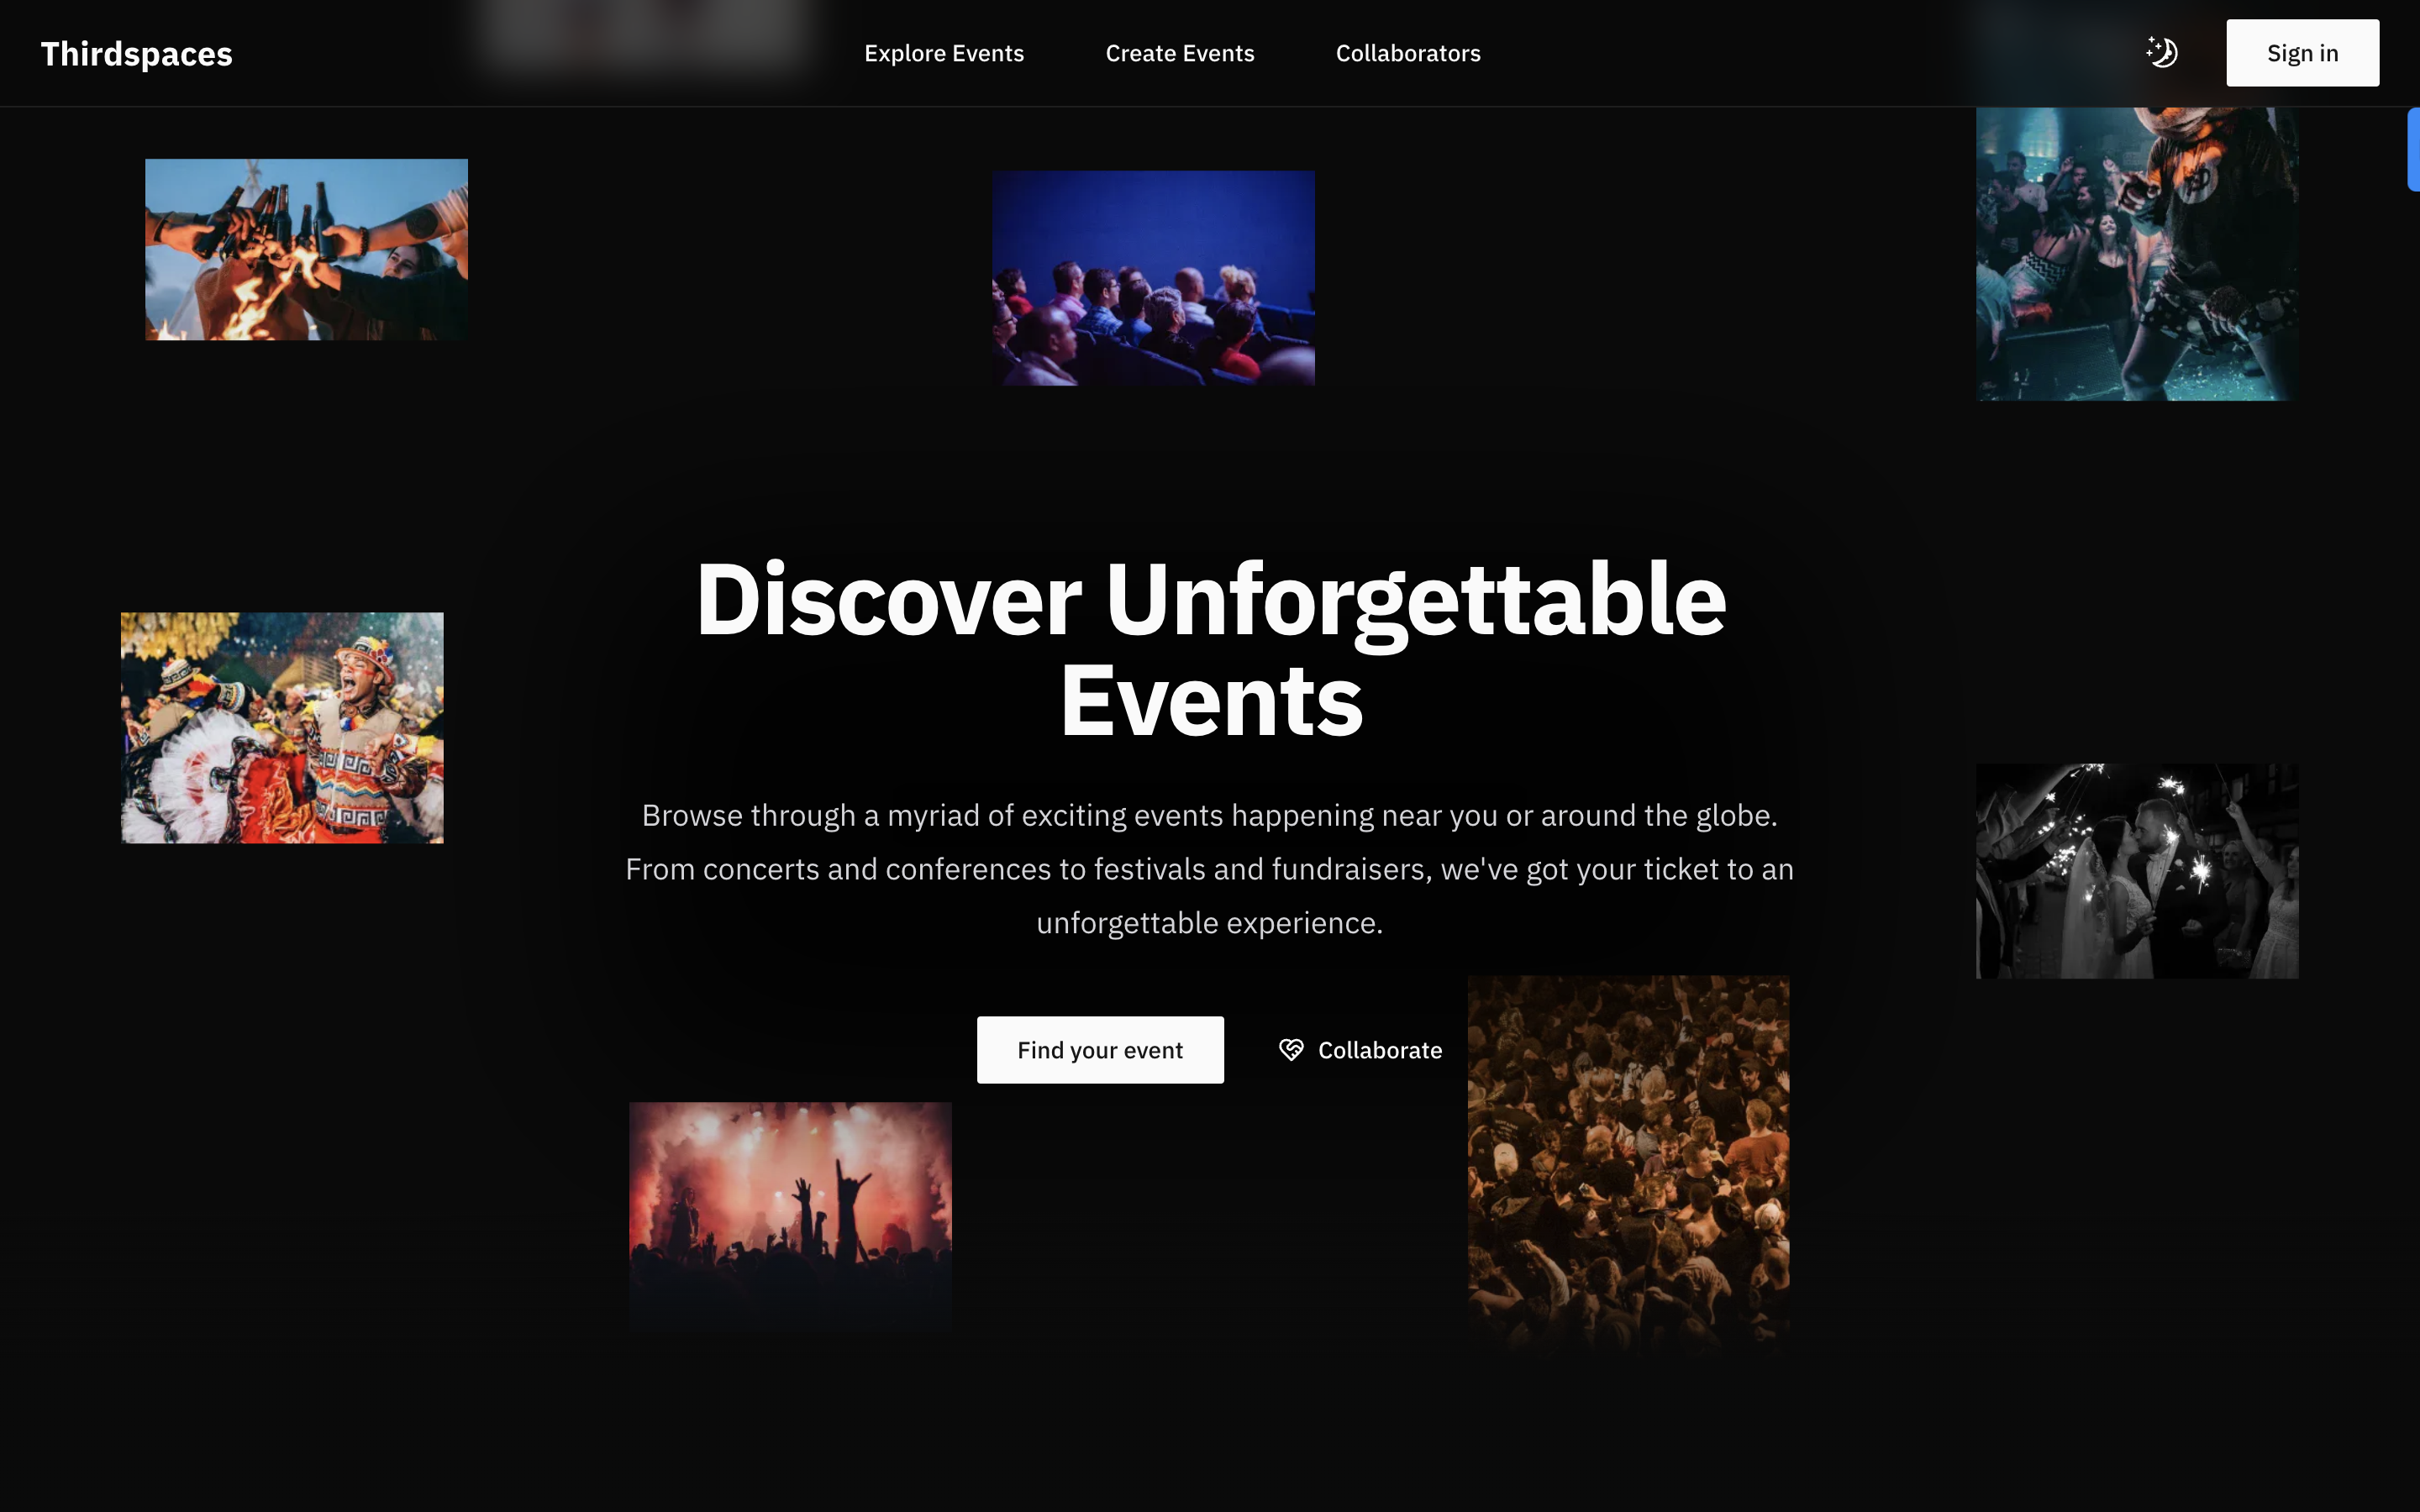 Thirdspaces
Explore Events
Create Events
Collaborators
Sign in
Discover Unforgettable
Events
Browse through a myriad of exciting events happening near you or around the globe.
From concerts and conferences to festivals and fundraisers, we've got your ticket to an
unforgettable experience.
Find your event
Collaborate